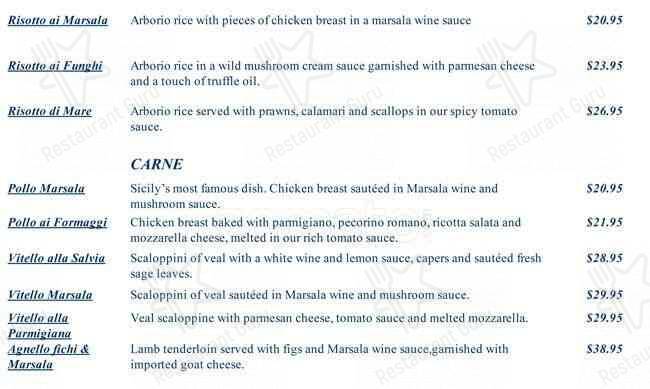 Risotto ai Marsala Arborio rice with pieces of chicken breast in a marsala wine sauce $20.95
Risotto ai Funghi Arborio rice in a wild mushroom cream sauce garnished with parmesan cheese $23.95
and a touch of truffle oil.
Risotto di Mare Arborio rice served with prawns, calamari and scallops in our spicy tomato $26.95
sauce.
CARNE
Pollo Marsala Sicily's most famous dish. Chicken breast sautéed in Marsala wine and $20.95
mushroom sauce.
Pollo ai Formaggi Chicken breast baked with parmigiano, pecorino romano, ricotta salata and $21.95
mozzarella cheese, melted in our rich tomato sauce.
Vitello alla Salvia Scaloppini of veal with a white wine and lemon sauce, capers and sautéed fresh $28.95
sage leaves.
Vitello Marsala Scaloppini of veal sautéed in Marsala wine and mushroom sauce. $29.95
Vitello alla Veal scaloppine with parmesan cheese, tomato sauce and melted mozzarella. $29.95
Parmigiana
Agnello fichi & Lamb tenderloin served with figs and Marsala wine sauce,garnished with $38.95
Marsala imported goat cheese.
Restaurant Guru
Restaurant Guru
Restaurant Guru